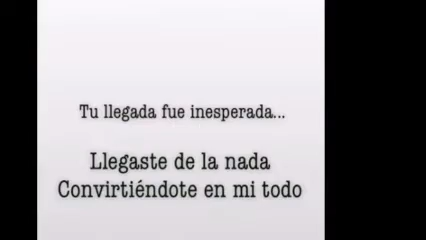 Tu llegada fue inesperada...
Llegaste de la nada
Convirtiéndote en mi todo